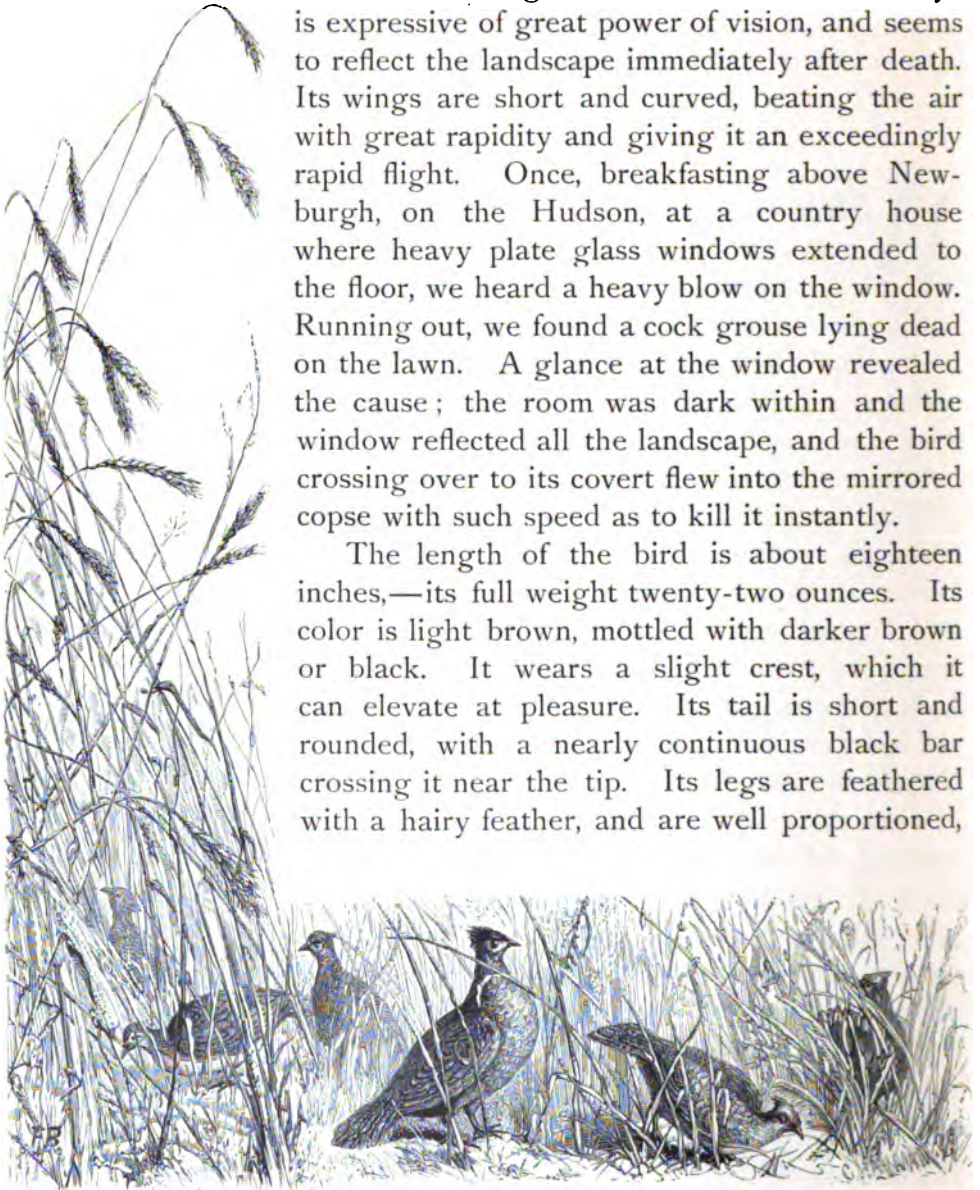 is expressive of great power of vision, and seems
to reflect the landscape immediately after death.
Its wings are short and curved, beating the air
with great rapidity and giving it an exceedingly
rapid flight. Once, breakfasting above New-
burgh, on the Hudson, at a country house
where heavy plate glass windows extended to
the floor, we heard a heavy blow on the window.
Running out, we found a cock grouse lying dead
on the lawn. A glance at the window revealed
the cause; the room was dark within and the
window reflected all the landscape, and the bird
crossing over to its covert flew into the mirrored
copse with such speed as to kill it instantly.
The length of the bird is about eighteen
inches,—its full weight twenty-two ounces. Its
color is light brown, mottled with darker brown
or black. It wears a slight crest, which it
can elevate at pleasure. Its tail is short and
rounded, with a nearly continuous black bar
crossing it near the tip. Its legs are feathered
with a hairy feather, and are well proportioned,